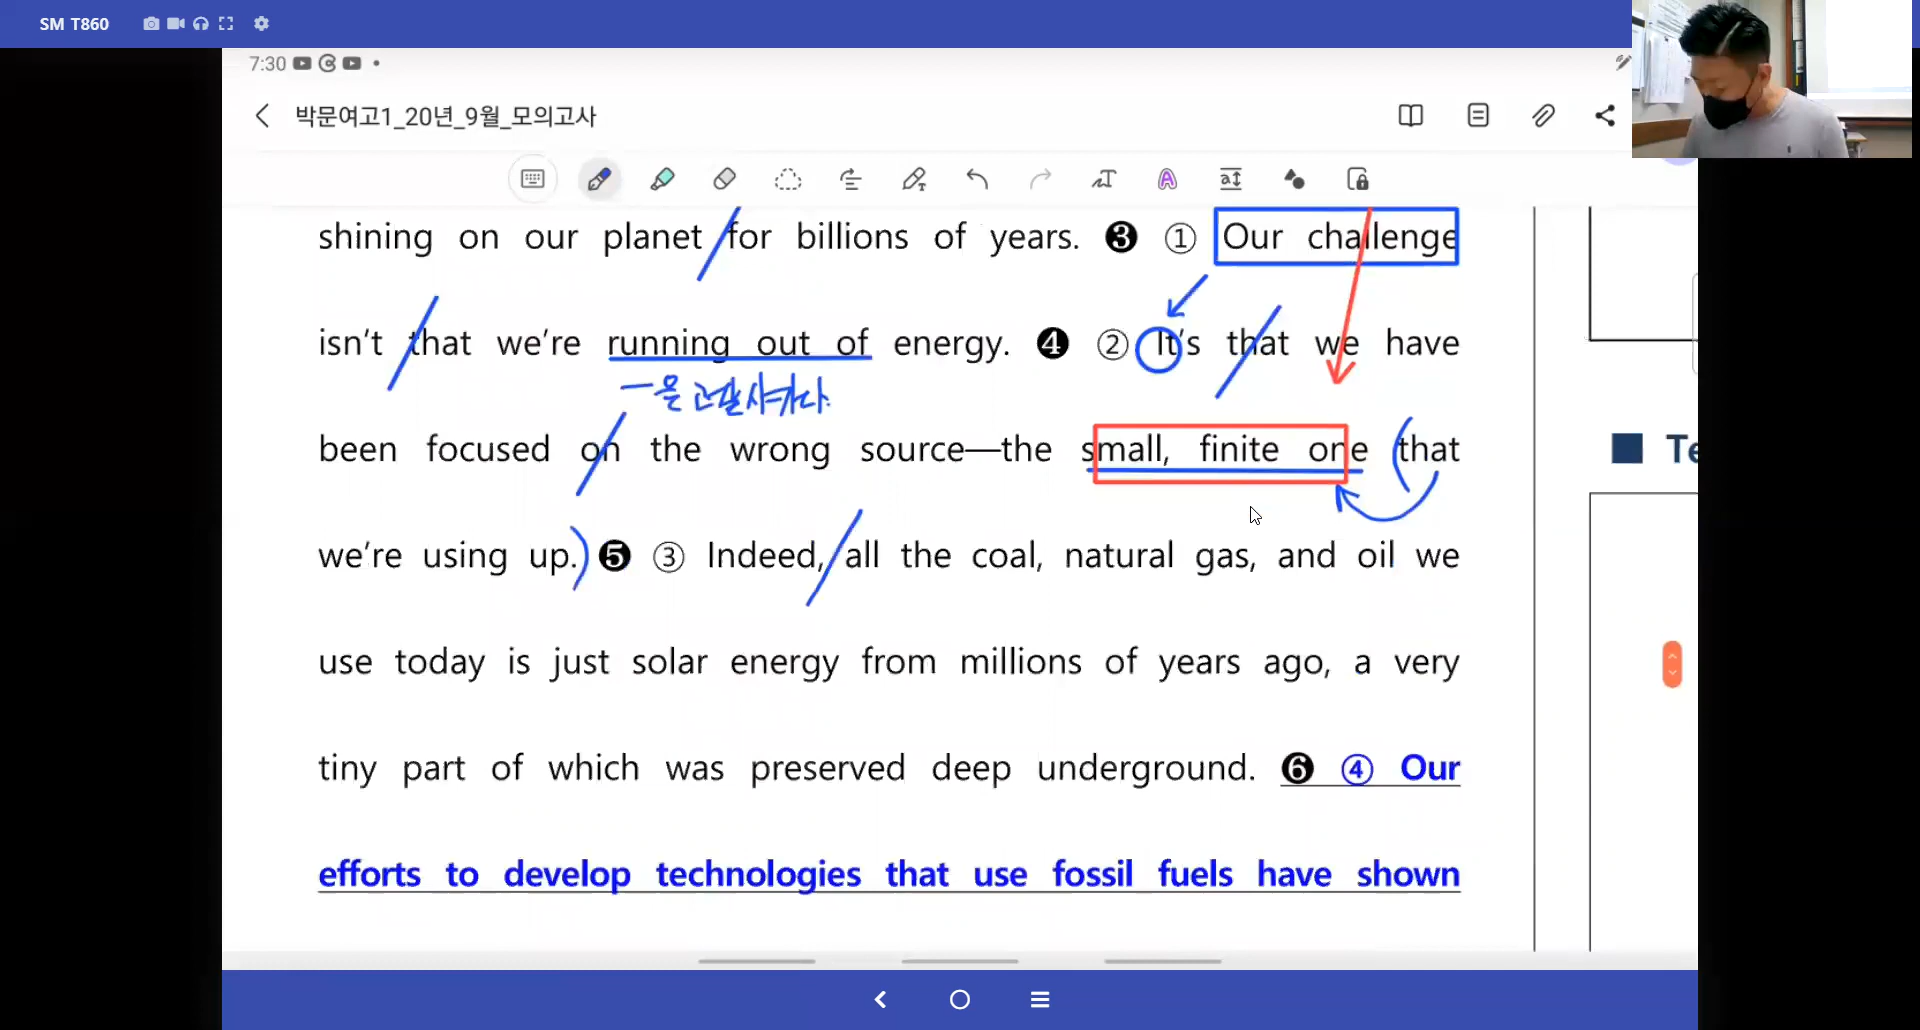 SM T860
7:30
박문여고1_20년_9월_모의고사
shining on our planet for billions of years. ❸ ① Our challenge
isn't that we're running out of energy. ❹ ② It's that we have
~을 고갈시키다.
been focused on the wrong source—the small, finite one that
we're using up. ❺ ③ Indeed, all the coal, natural gas, and oil we
use today is just solar energy from millions of years ago, a very
tiny part of which was preserved deep underground. ❻ ④ Our
efforts to develop technologies that use fossil fuels have shown
Te